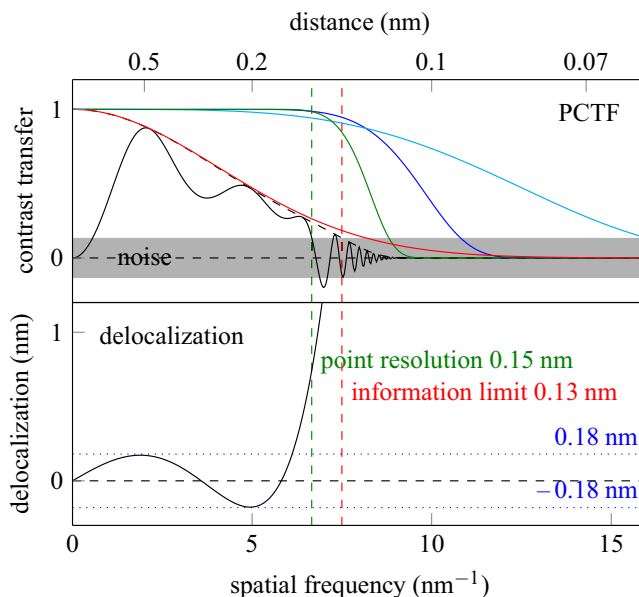 distance (nm)
0.5 0.2 0.1 0.07
1
PCTF
contrast transfer
noise
0
1
delocalization
delocalization (nm)
point resolution 0.15 nm
information limit 0.13 nm
0.18 nm
0
−0.18 nm
0 5 10 15
spatial frequency (nm⁻¹)